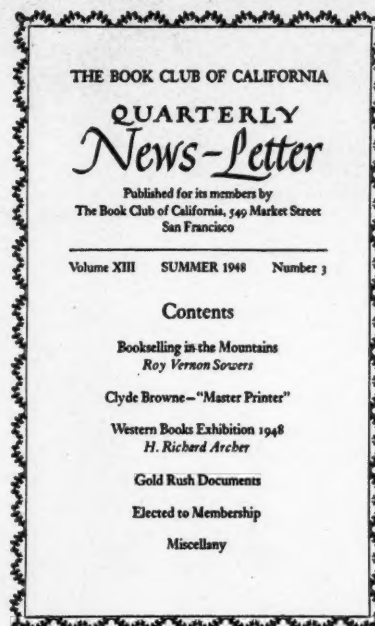 THE BOOK CLUB OF CALIFORNIA
QUARTERLY
News-Letter
Published for its members by
The Book Club of California, 549 Market Street
San Francisco
Volume XIII SUMMER 1948 Number 3
Contents
Bookselling in the Mountains
Roy Vernon Sowers
Clyde Browne—"Master Printer"
Western Books Exhibition 1948
H. Richard Archer
Gold Rush Documents
Elected to Membership
Miscellany